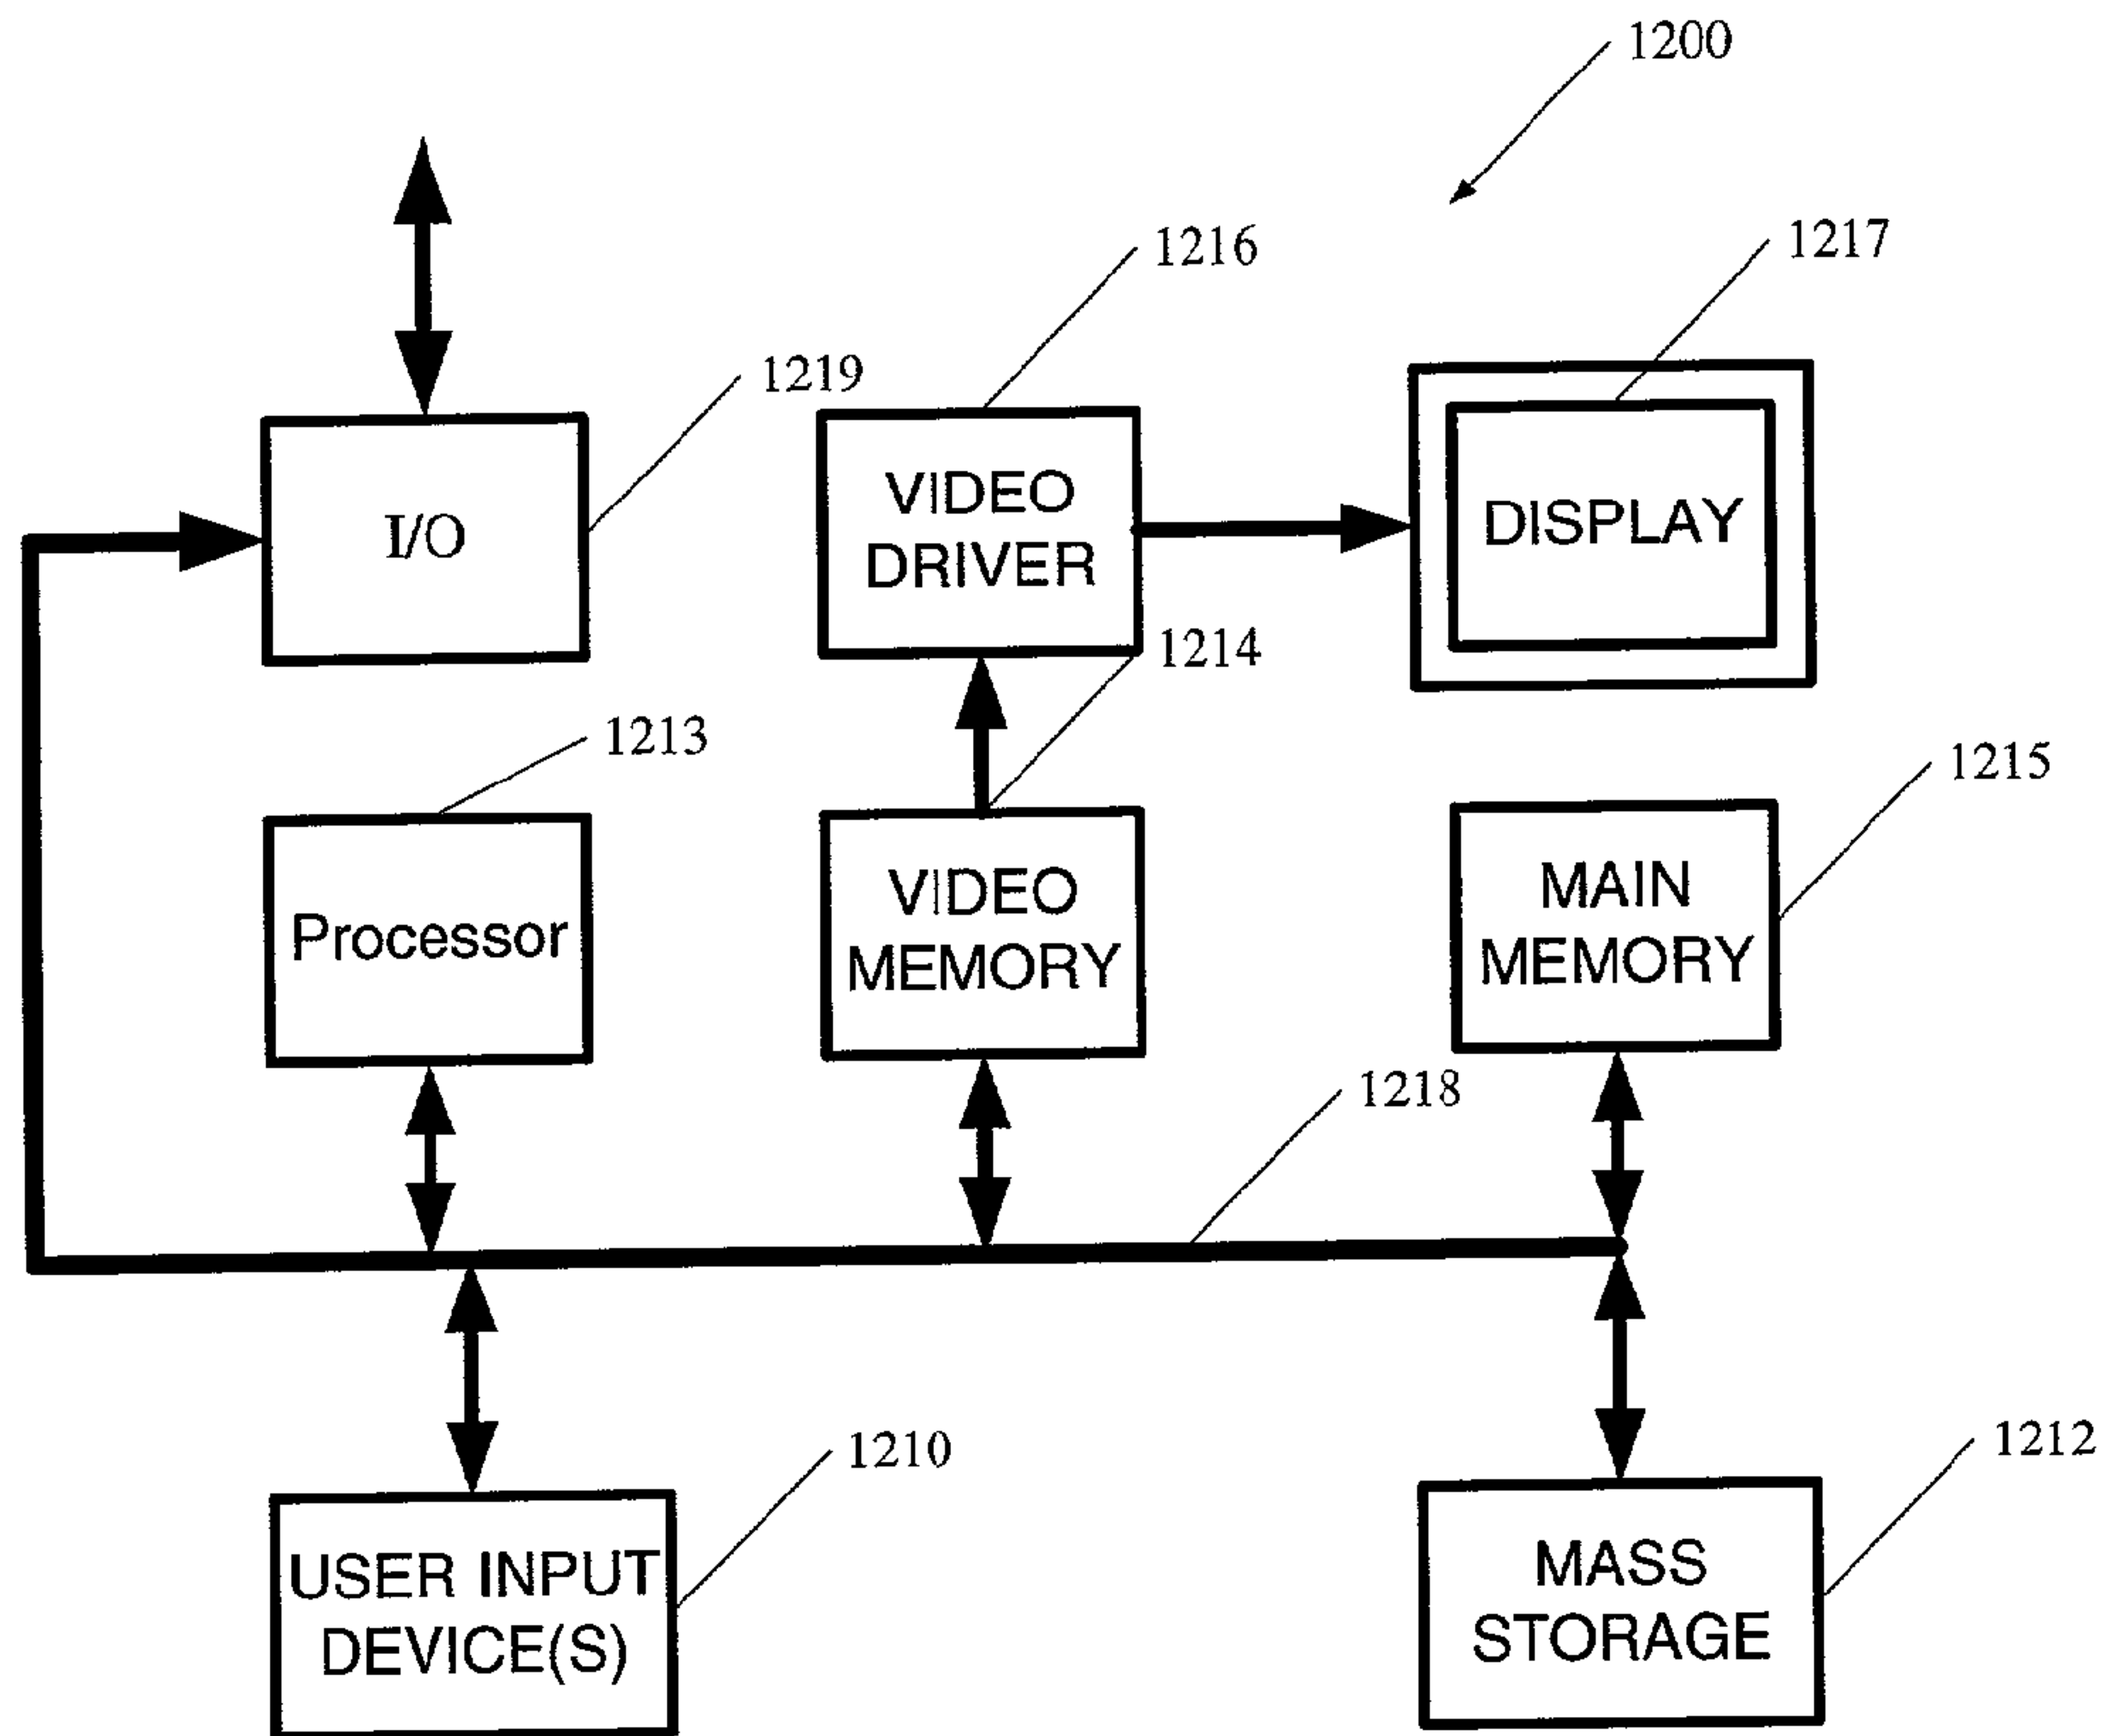 1200
1216
1217
1219
I/O
VIDEO
DRIVER
DISPLAY
1214
1213
1215
Processor
VIDEO
MEMORY
MAIN
MEMORY
1218
1210
1212
USER INPUT
DEVICE(S)
MASS
STORAGE